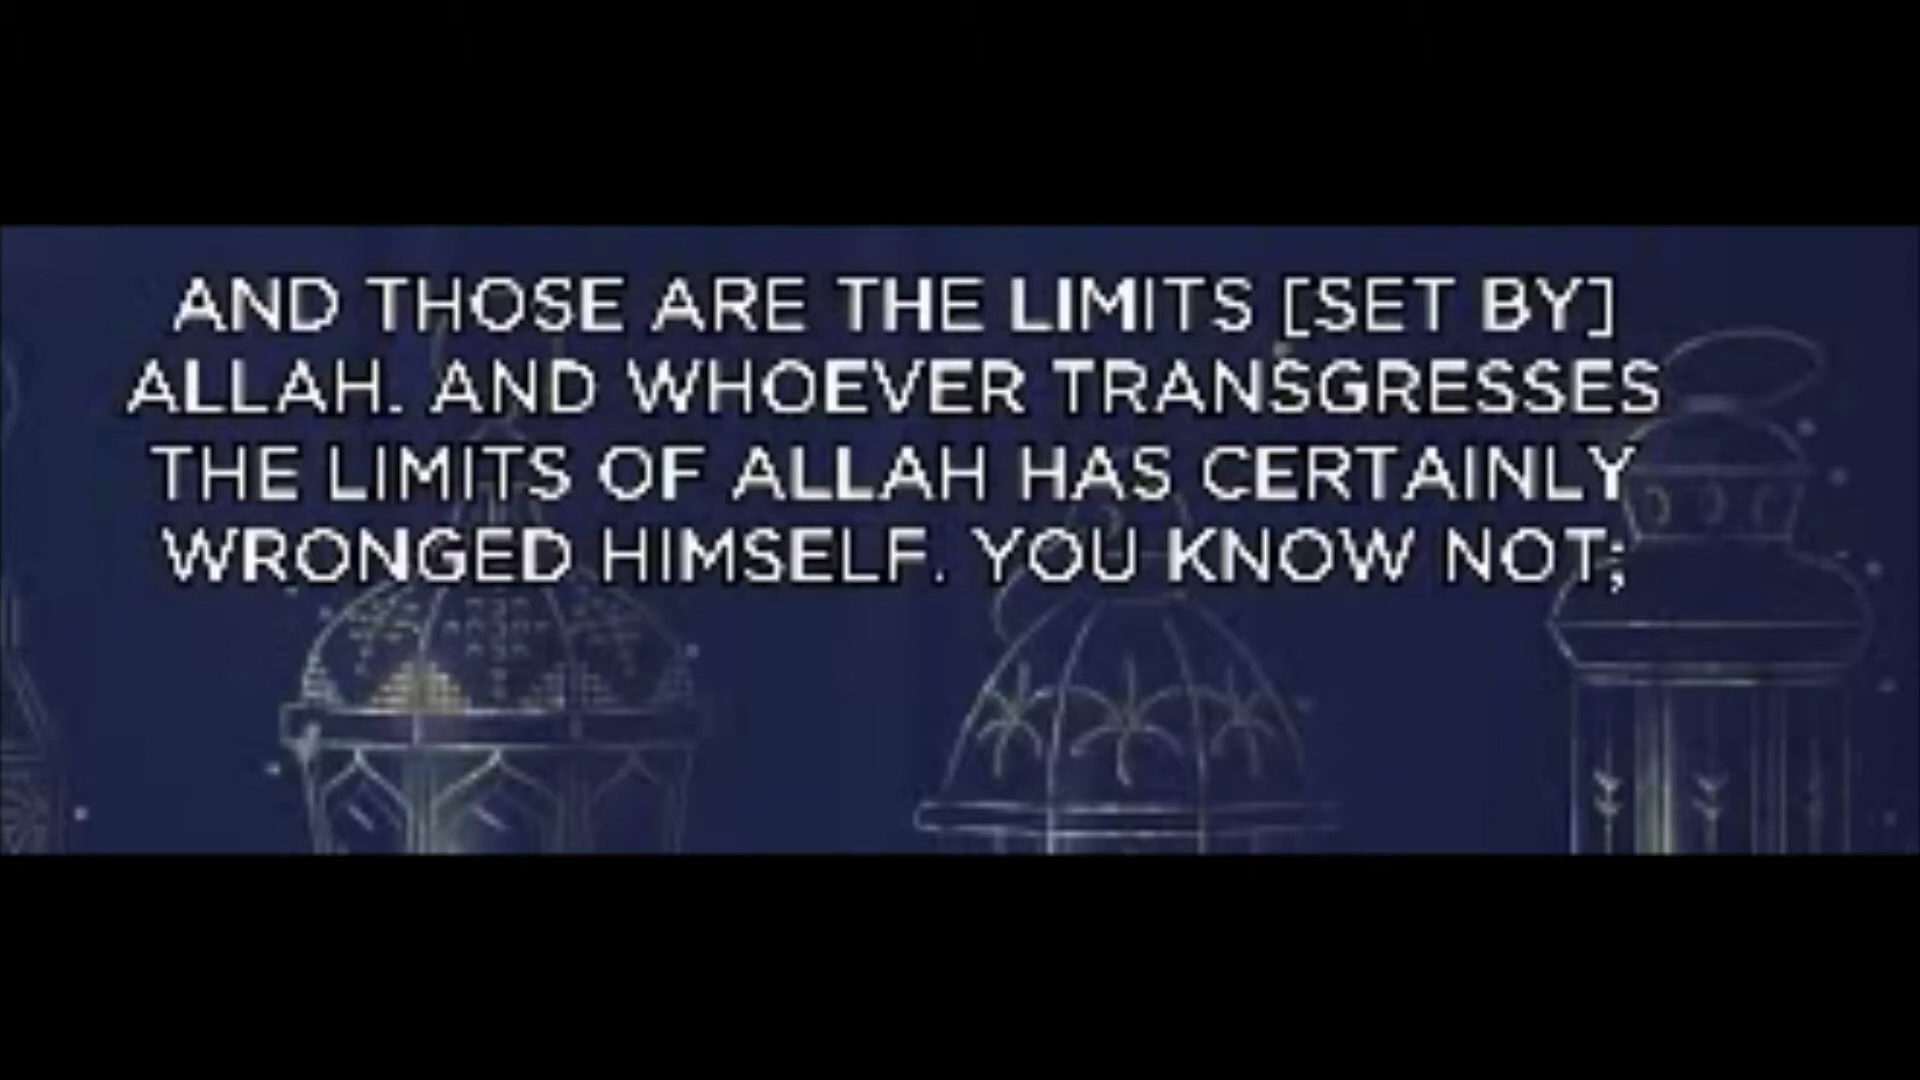 AND THOSE ARE THE LIMITS [SET BY]
ALLAH. AND WHOEVER TRANSGRESSES
THE LIMITS OF ALLAH HAS CERTAINLY
WRONGED HIMSELF. YOU KNOW NOT;